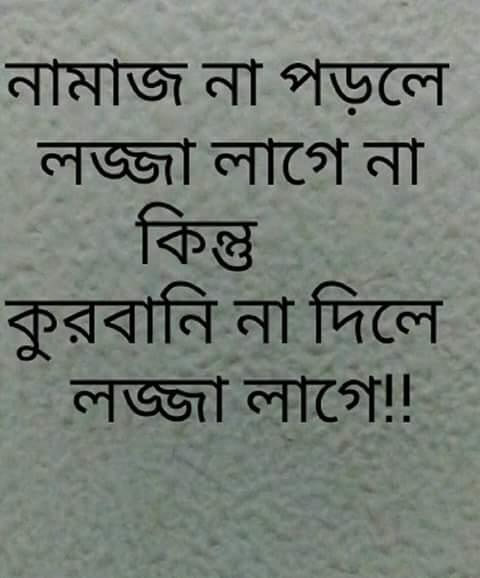 নামাজ না পড়লে
লজ্জা লাগে না
কিন্তু
কুরবানি না দিলে
লজ্জা লাগে!!